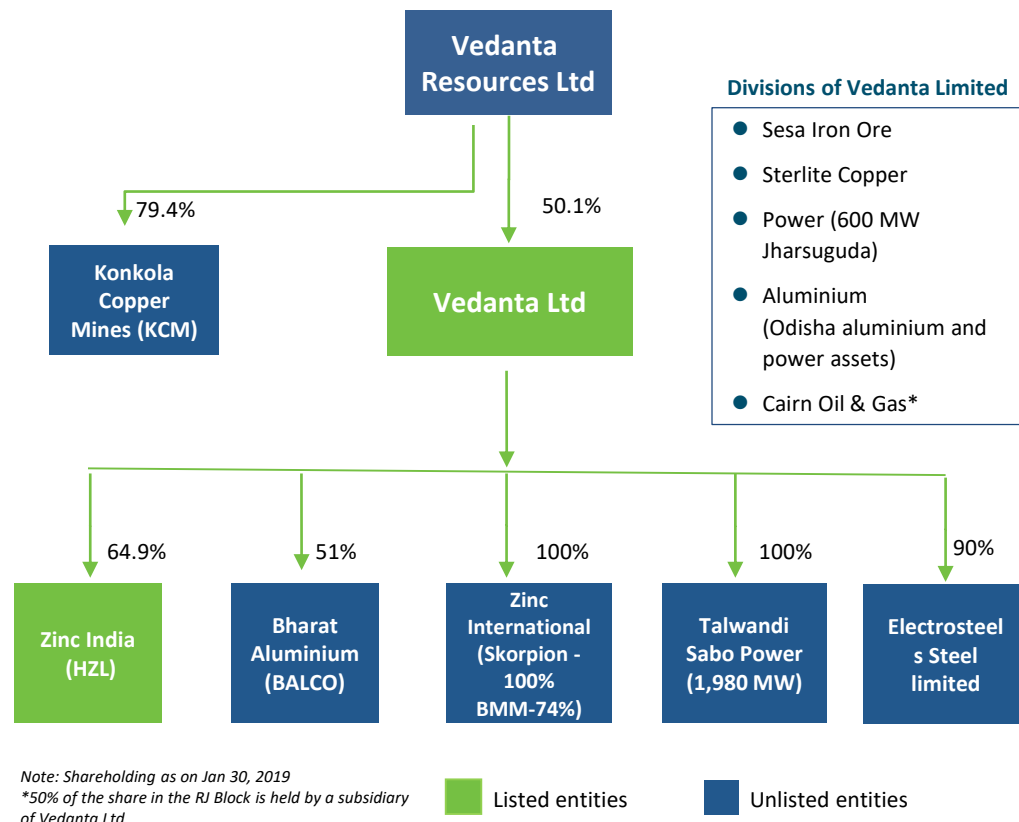 Vedanta
Resources Ltd
Divisions of Vedanta Limited
● Sesa Iron Ore
● Sterlite Copper
● Power (600 MW
Jharsuguda)
● Aluminium
(Odisha aluminium and
power assets)
● Cairn Oil & Gas*
79.4%
50.1%
Konkola
Copper
Mines (KCM)
Vedanta Ltd
64.9%
51%
100%
100%
90%
Zinc India
(HZL)
Bharat
Aluminium
(BALCO)
Zinc
International
(Skorpion -
100%
BMM-74%)
Talwandi
Sabo Power
(1,980 MW)
Electrosteel
s Steel
limited
Note: Shareholding as on Jan 30, 2019
*50% of the share in the RJ Block is held by a subsidiary
of Vedanta Ltd
Listed entities
Unlisted entities